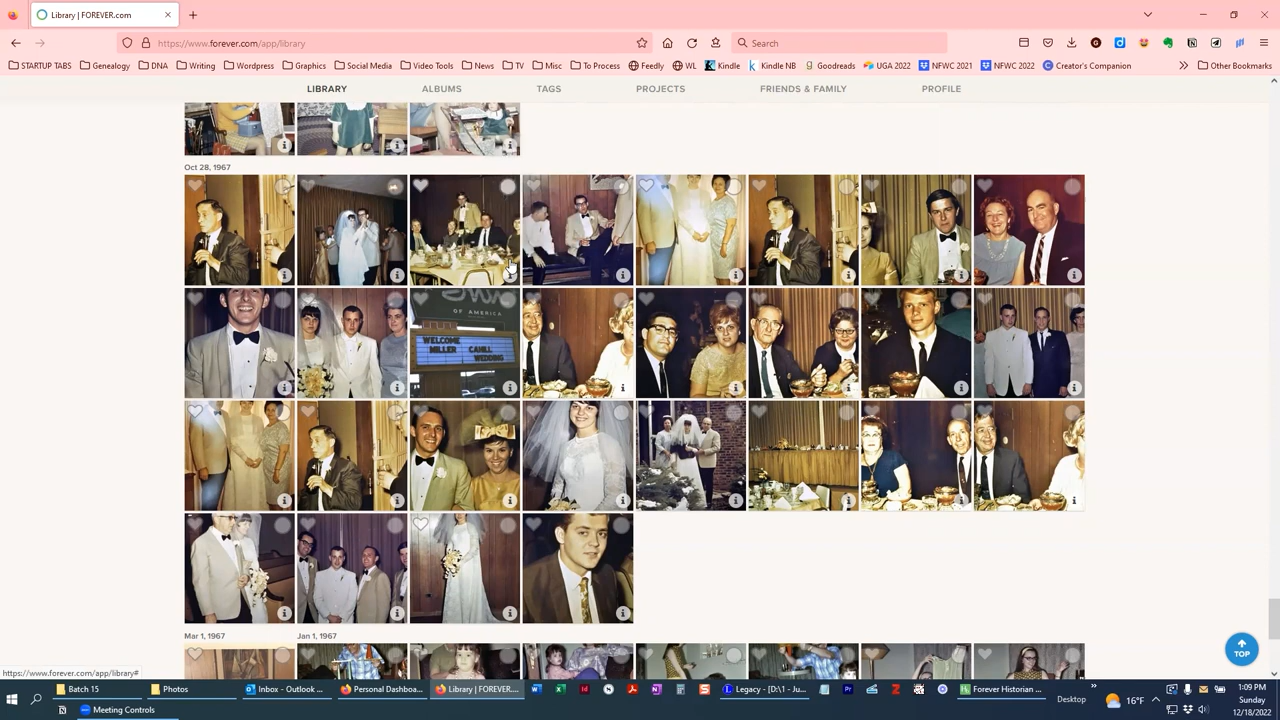 Library | FOREVER.com
https://www.forever.com/app/library
Search
STARTUP TABS
Genealogy
DNA
Writing
Wordpress
Graphics
Social Media
Video Tools
News
TV
Misc
To Process
Feedly
WL
Kindle
Kindle NB
Goodreads
UGA 2022
NFWC 2021
NFWC 2022
Creator's Companion
Other Bookmarks
LIBRARY
ALBUMS
TAGS
PROJECTS
FRIENDS & FAMILY
PROFILE
Oct 28, 1967
OF AMERICA
WELCOME
MILLER CAHILL
WEDDING
Mar 1, 1967
Jan 1, 1967
TOP
https://www.forever.com/app/library#
Batch 15
Photos
Inbox - Outlook ...
Personal Dashboa...
Library | FOREVER....
Legacy - [D:\1 - Ju...
Forever Historian ...
Desktop
16°F
1:09 PM
Sunday
12/18/2022
Meeting Controls